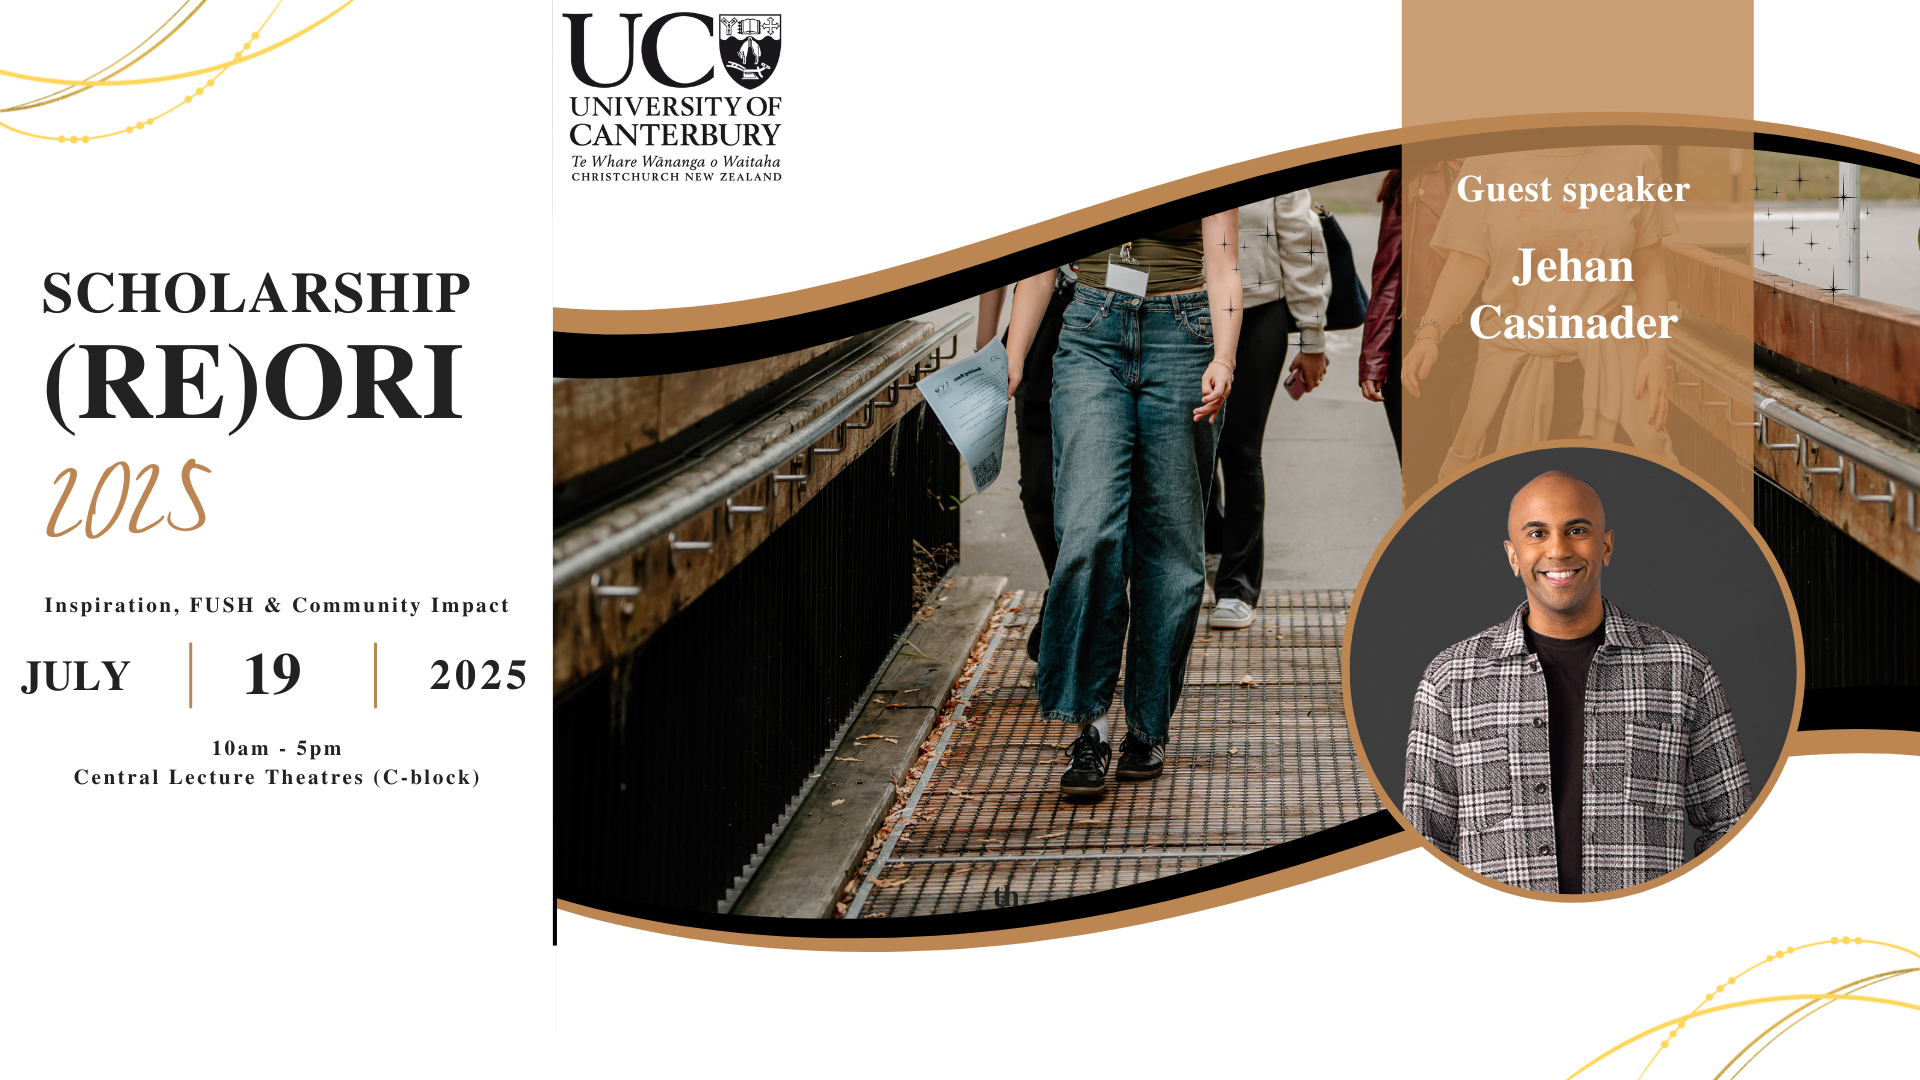 UC
UNIVERSITY OF
CANTERBURY
Te Whare Wānanga o Waitaha
CHRISTCHURCH NEW ZEALAND
SCHOLARSHIP
(RE)ORI
2025
Inspiration, FUSH & Community Impact
JULY 19 2025
10am - 5pm
Central Lecture Theatres (C-block)
Guest speaker
Jehan
Casinader
th